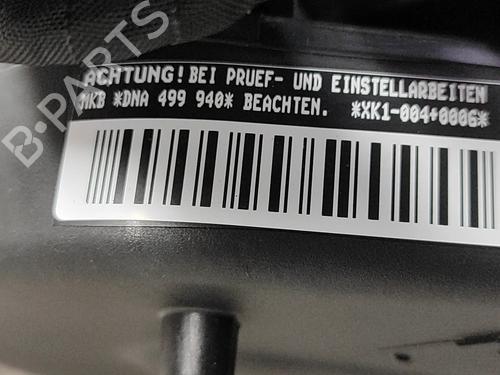 B-PARTS
ACHTUNG! BEI PRUEF- UND EINSTELLARBEITEN
MKB *DNA 499 940* BEACHTEN. *XK1-004+0006*